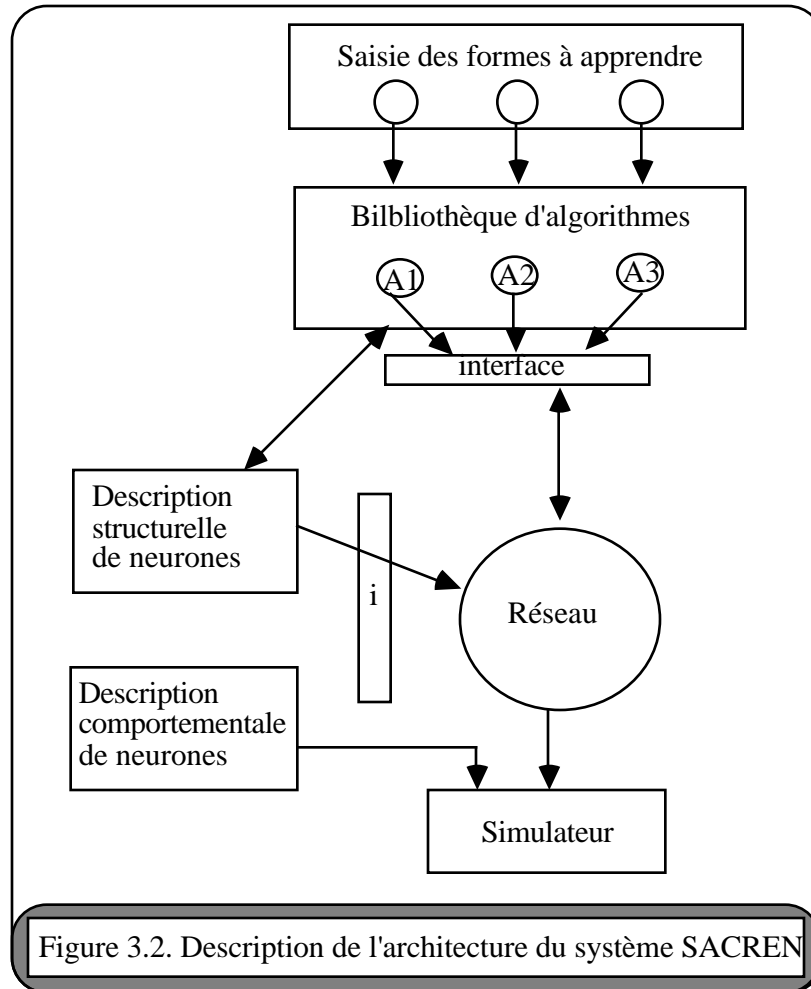 Saisie des formes à apprendre
Bilbliothèque d'algorithmes
A1
A2
A3
interface
Description
structurelle
de neurones
i
Réseau
Description
comportementale
de neurones
Simulateur
Figure 3.2. Description de l'architecture du système SACREN